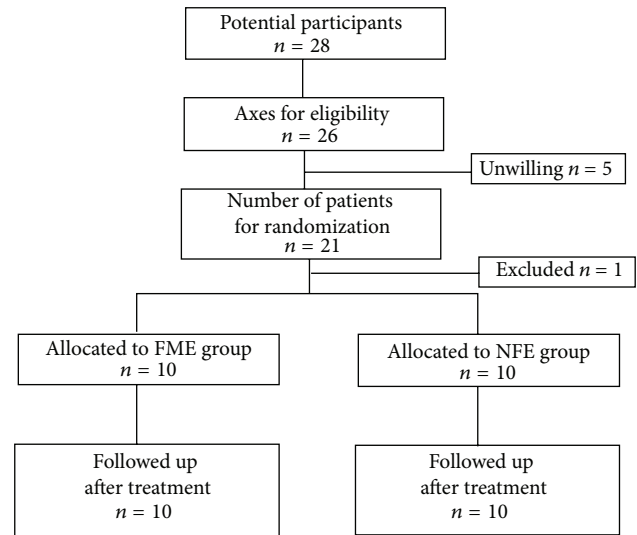 Potential participants
n = 28
Axes for eligibility
n = 26
Unwilling n = 5
Number of patients
for randomization
n = 21
Excluded n = 1
Allocated to FME group
n = 10
Allocated to NFE group
n = 10
Followed up
after treatment
n = 10
Followed up
after treatment
n = 10